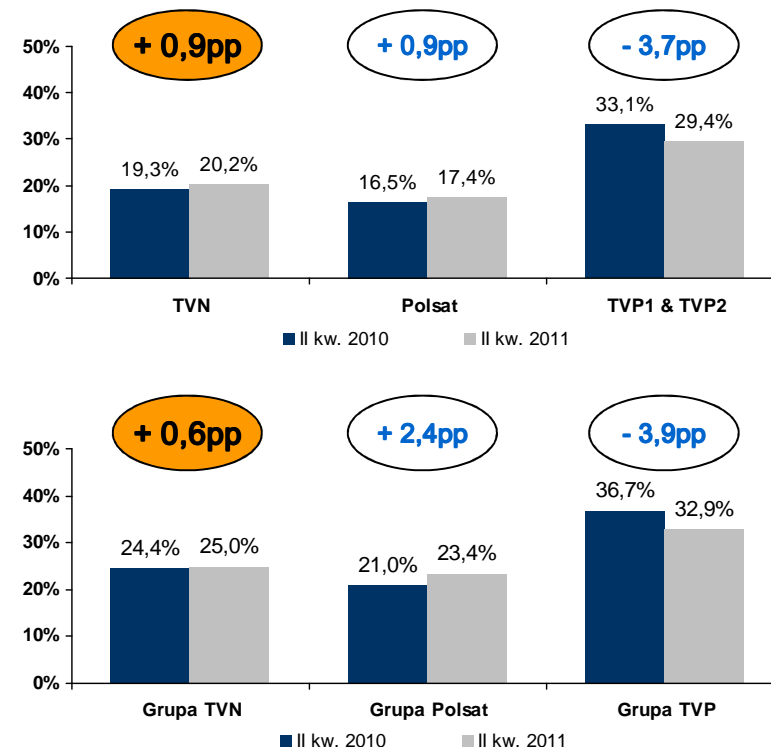 + 0,9pp + 0,9pp - 3,7pp
50%
40%
30%
20%
10%
0%
19,3% 20,2% 16,5% 17,4% 33,1% 29,4%
TVN Polsat TVP1 & TVP2
II kw. 2010 II kw. 2011
+ 0,6pp + 2,4pp - 3,9pp
50%
40%
30%
20%
10%
0%
24,4% 25,0% 21,0% 23,4% 36,7% 32,9%
Grupa TVN Grupa Polsat Grupa TVP
II kw. 2010 II kw. 2011